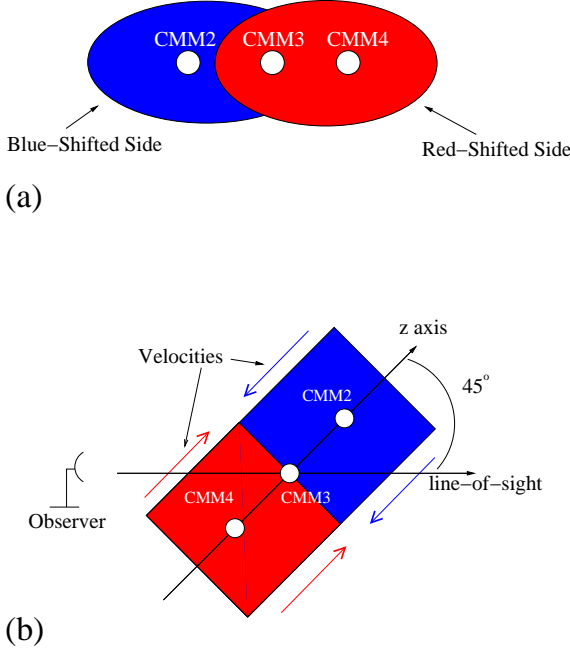 CMM2 CMM3 CMM4
Blue−Shifted Side
Red−Shifted Side
(a)
z axis
Velocities
45°
CMM2
line−of−sight
CMM4 CMM3
Observer
(b)